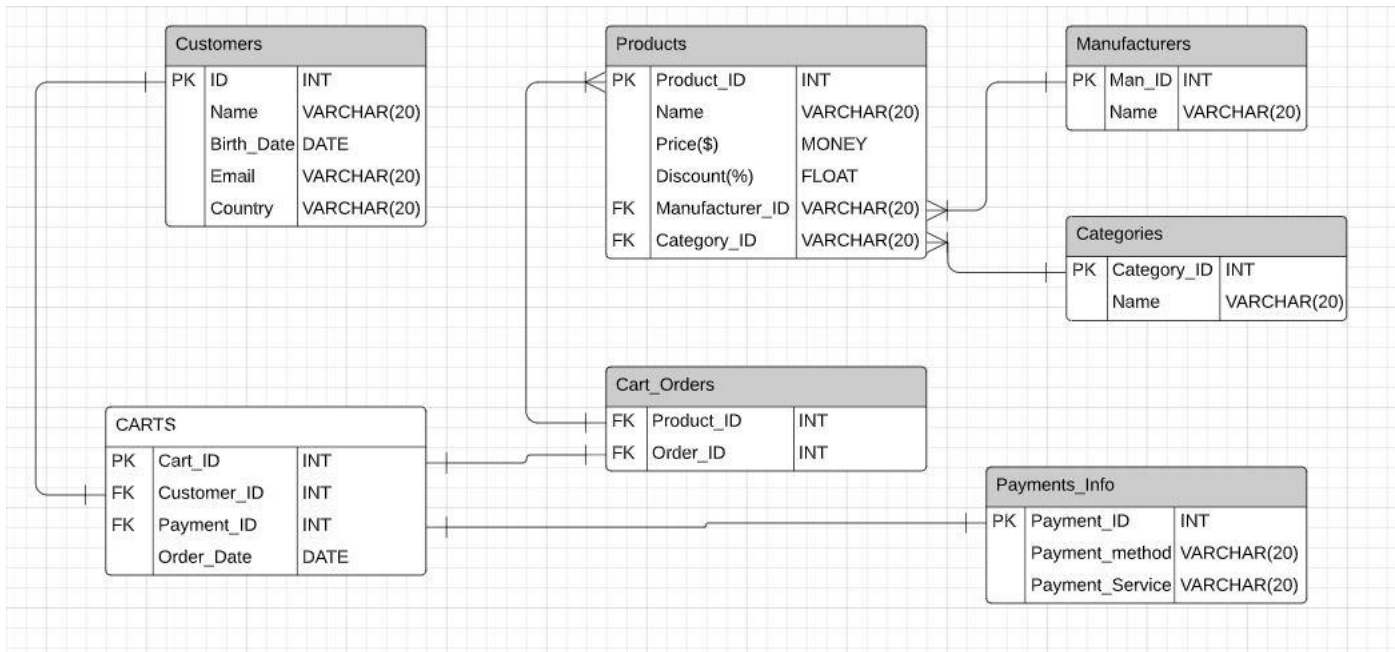 Customers
PK ID INT
Name VARCHAR(20)
Birth_Date DATE
Email VARCHAR(20)
Country VARCHAR(20)
Products
PK Product_ID INT
Name VARCHAR(20)
Price($) MONEY
Discount(%) FLOAT
FK Manufacturer_ID VARCHAR(20)
FK Category_ID VARCHAR(20)
Manufacturers
PK Man_ID INT
Name VARCHAR(20)
Categories
PK Category_ID INT
Name VARCHAR(20)
Cart_Orders
FK Product_ID INT
FK Order_ID INT
CARTS
PK Cart_ID INT
FK Customer_ID INT
FK Payment_ID INT
Order_Date DATE
Payments_Info
PK Payment_ID INT
Payment_method VARCHAR(20)
Payment_Service VARCHAR(20)